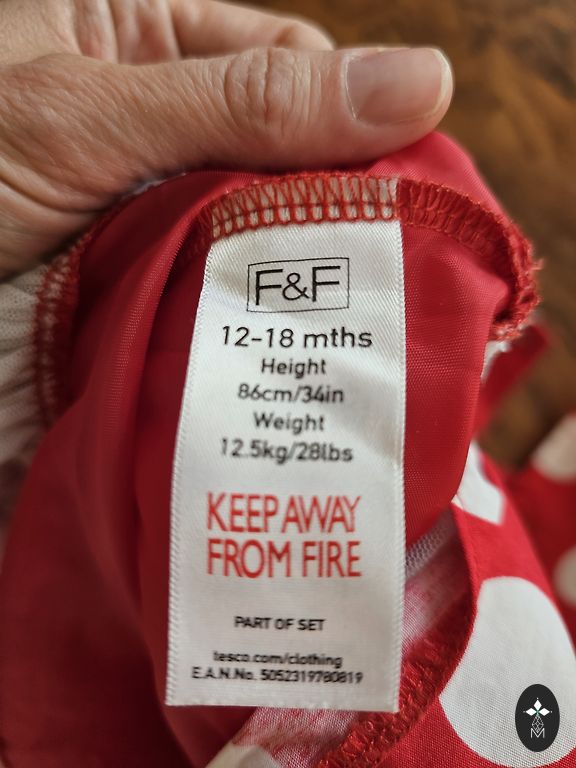 F&F
12-18 mths
Height
86cm/34in
Weight
12.5kg/28lbs
KEEP AWAY
FROM FIRE
PART OF SET
tesco.com/clothing
E.A.N.No. 5052319780819
M